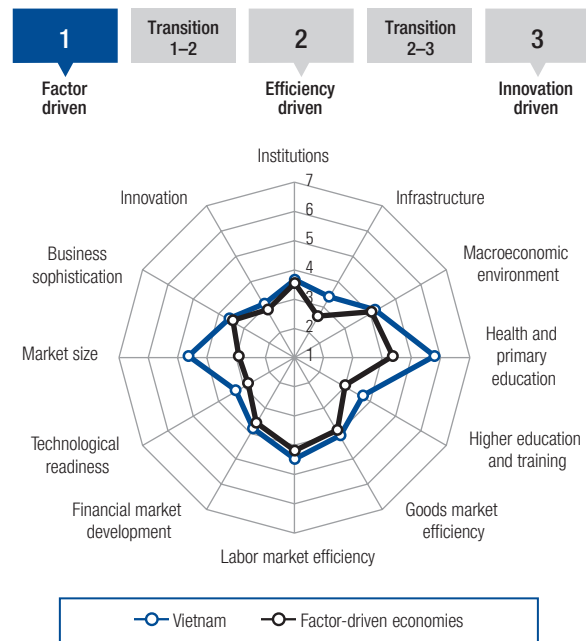 1
Transition
1–2
2
Transition
2–3
3
Factor
driven
Efficiency
driven
Innovation
driven
Institutions
Innovation
Infrastructure
Business
sophistication
Macroeconomic
environment
Market size
Health and
primary
education
Technological
readiness
Higher education
and training
Financial market
development
Goods market
efficiency
Labor market efficiency
7
6
5
4
3
2
1
Vietnam
Factor-driven economies